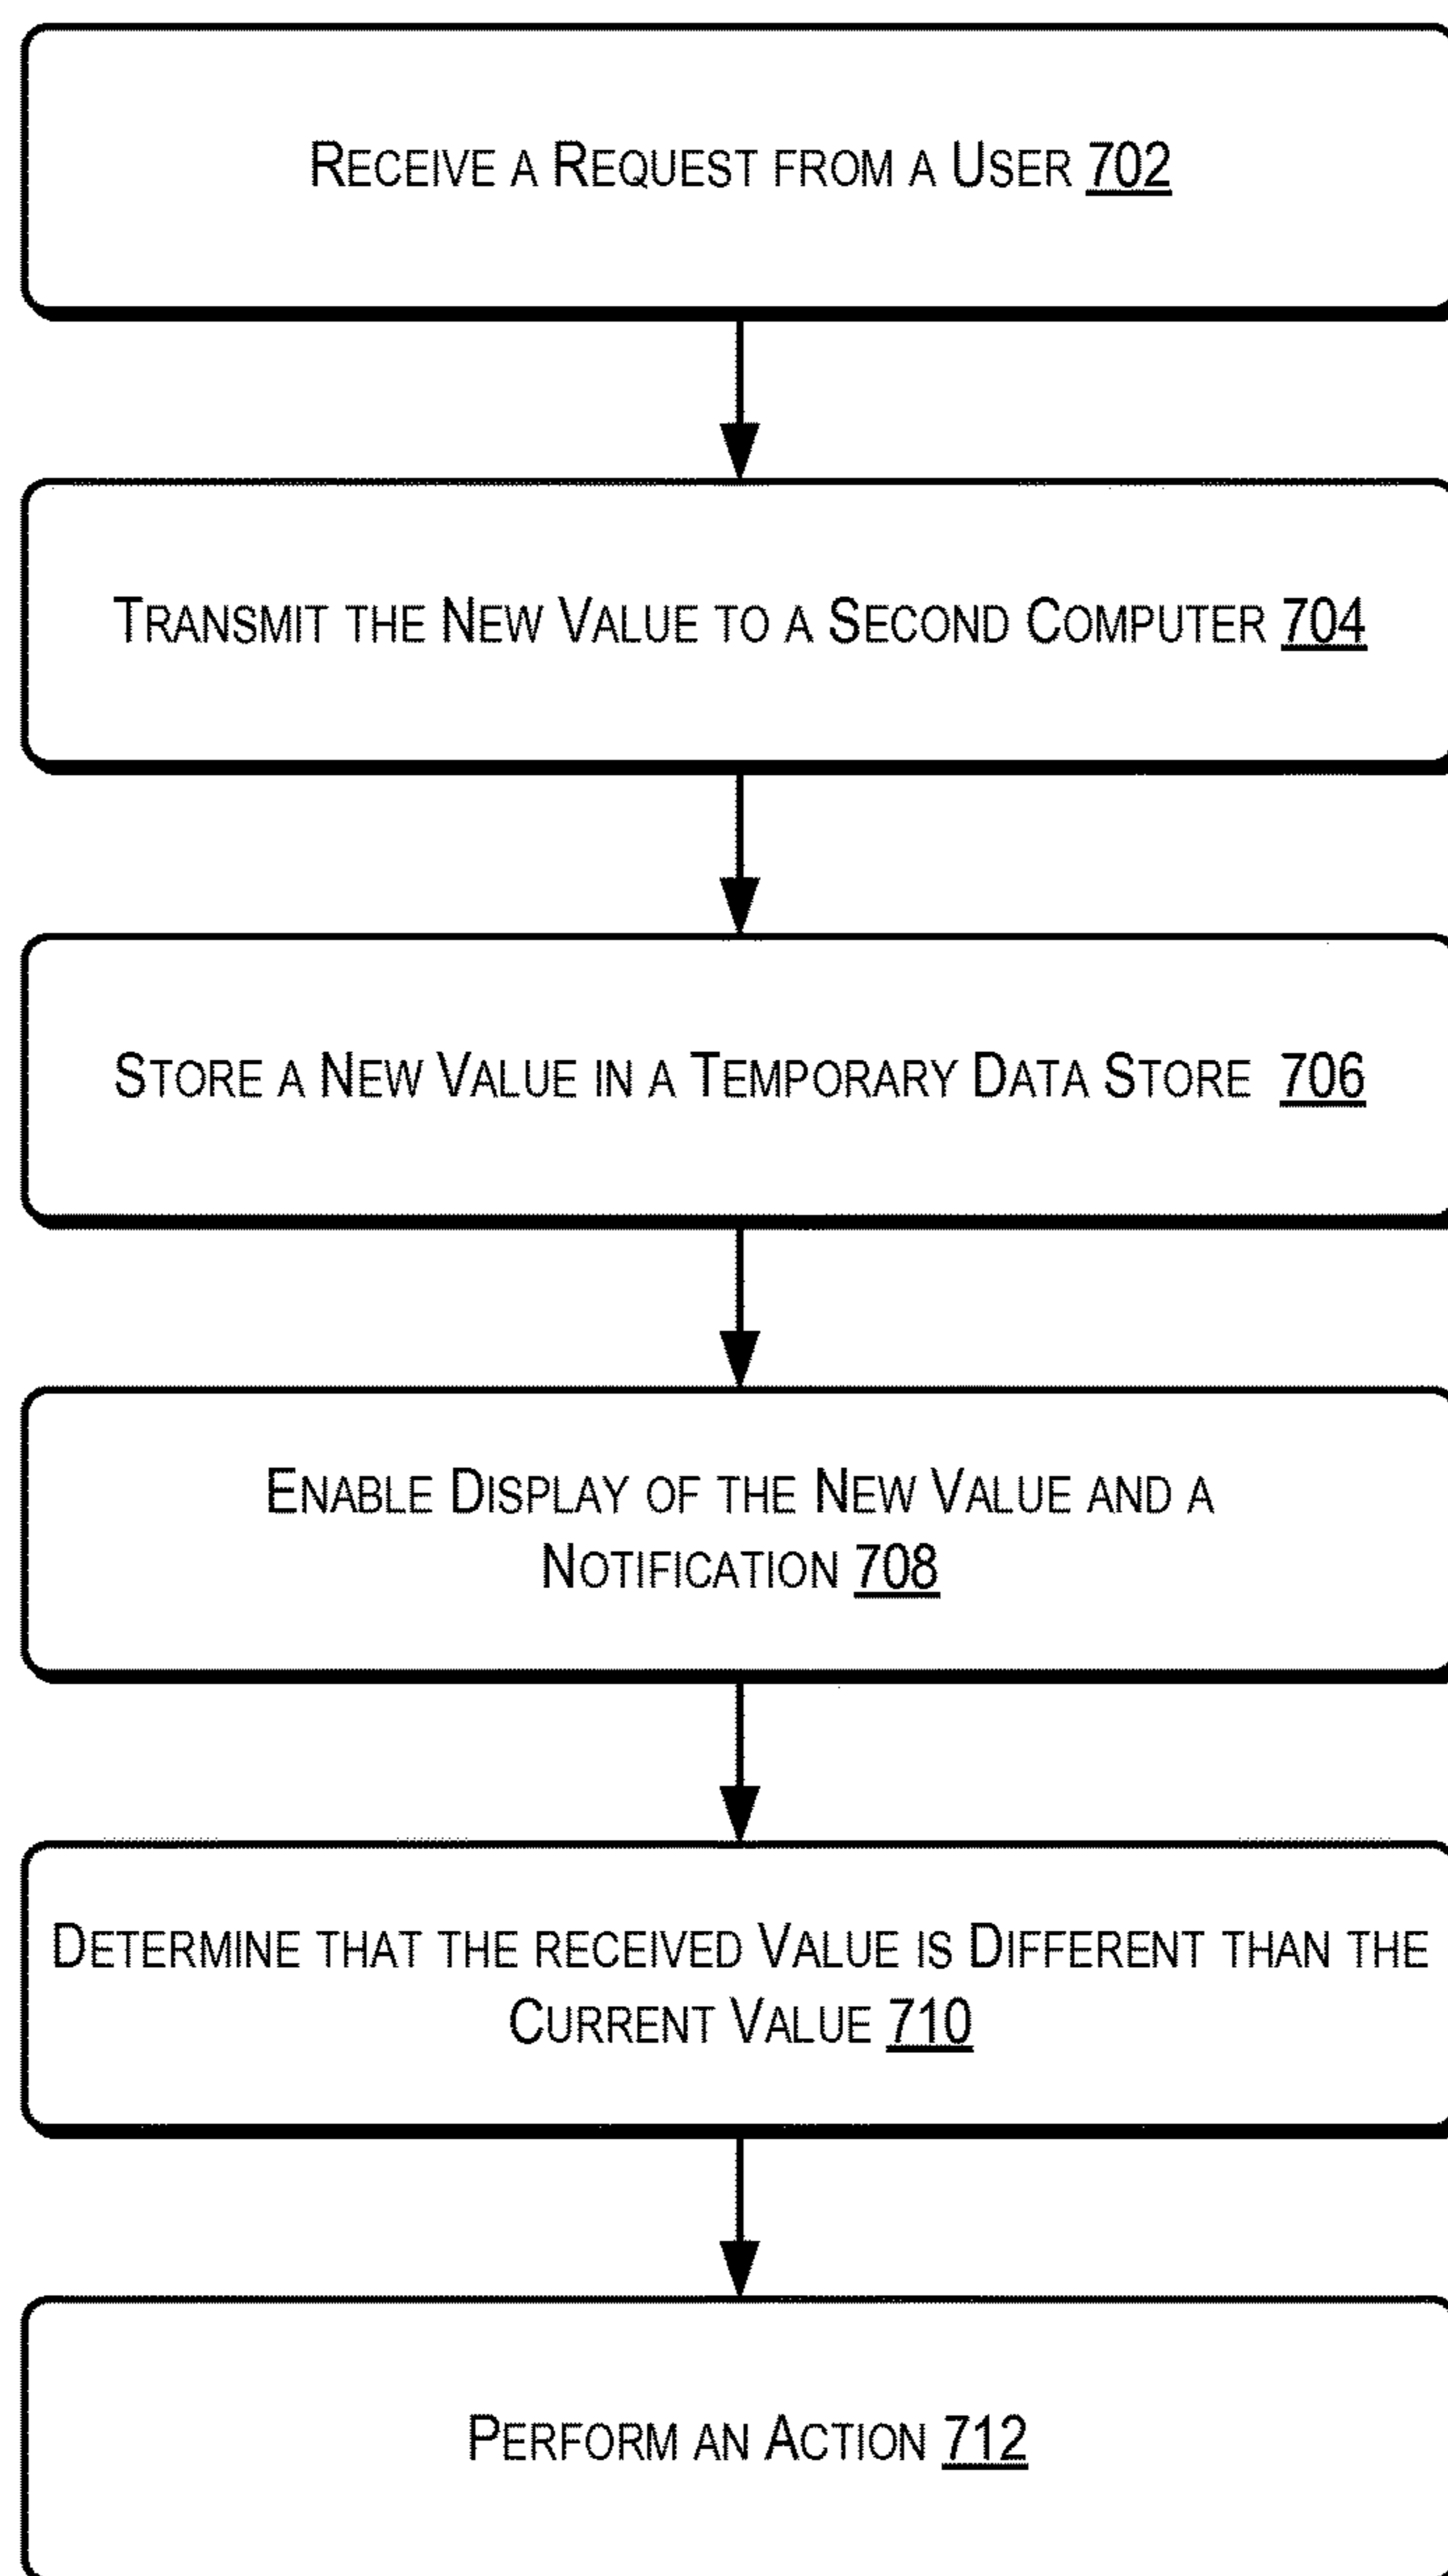 RECEIVE A REQUEST FROM A USER 702
TRANSMIT THE NEW VALUE TO A SECOND COMPUTER 704
STORE A NEW VALUE IN A TEMPORARY DATA STORE 706
ENABLE DISPLAY OF THE NEW VALUE AND A
NOTIFICATION 708
DETERMINE THAT THE RECEIVED VALUE IS DIFFERENT THAN THE
CURRENT VALUE 710
PERFORM AN ACTION 712